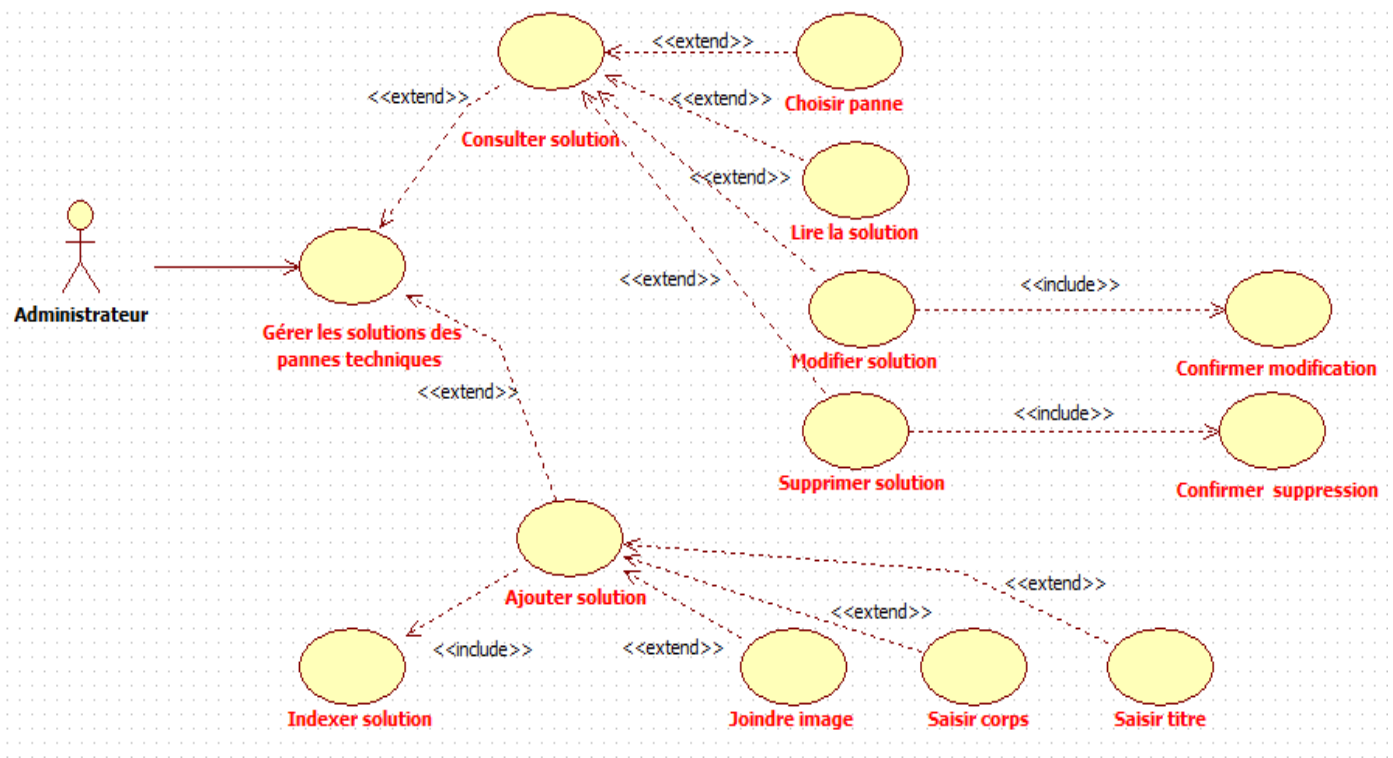 <<extend>>
Choisir panne
<<extend>>
<<extend>>
Consulter solution
<<extend>>
Lire la solution
Administrateur
<<extend>>
<<include>>
Gérer les solutions des
pannes techniques
Modifier solution
Confirmer modification
<<extend>>
<<include>>
Supprimer solution
Confirmer  suppression
Ajouter solution
<<extend>>
<<extend>>
<<include>>
<<extend>>
Indexer solution
Joindre image
Saisir corps
Saisir titre